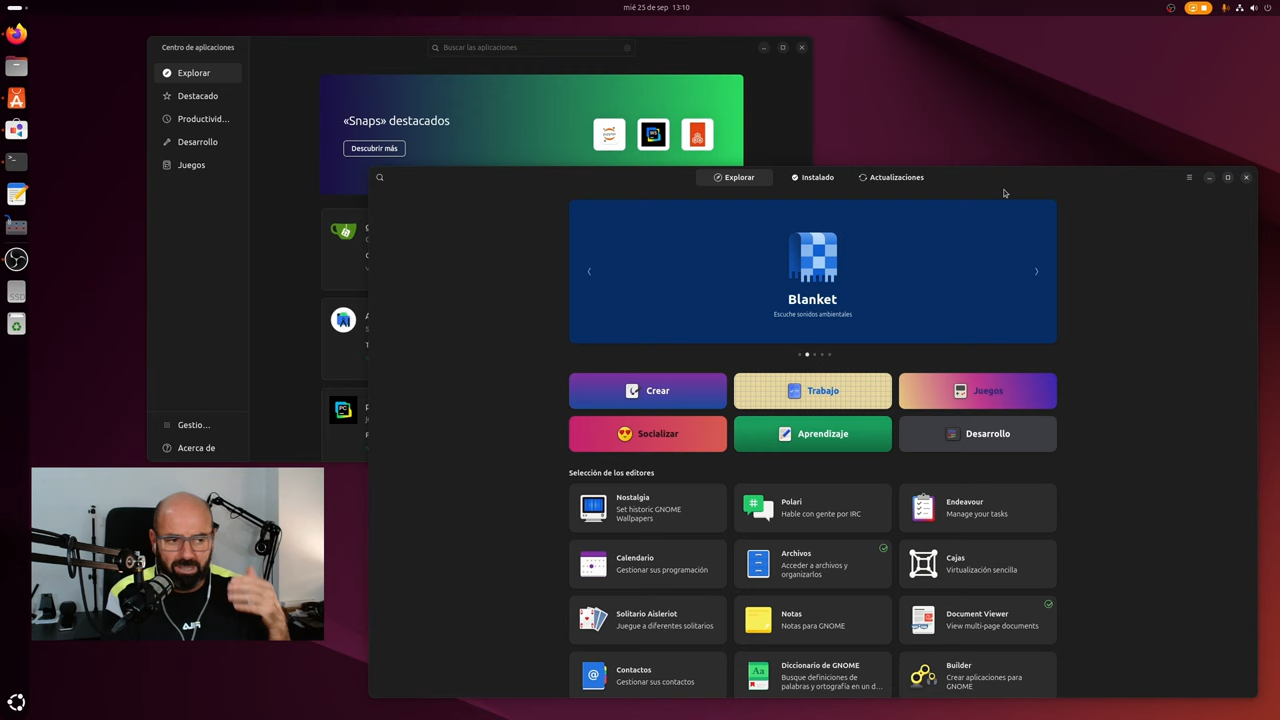 mié 25 de sep 13:10
Centro de aplicaciones
Buscar las aplicaciones
Explorar
Destacado
Productivid...
Desarrollo
Juegos
Gestio...
Acerca de
«Snaps» destacados
Descubrir más
Explorar
Instalado
Actualizaciones
Blanket
Escuche sonidos ambientales
Crear
Trabajo
Juegos
Socializar
Aprendizaje
Desarrollo
Selección de los editores
Nostalgia
Set historic GNOME
Wallpapers
Polari
Hable con gente por IRC
Endeavour
Manage your tasks
Calendario
Gestionar sus programación
Archivos
Acceder a archivos y
organizarlos
Cajas
Virtualización sencilla
Solitario Aisleriot
Juegue a diferentes solitarios
Notas
Notas para GNOME
Document Viewer
View multi-page documents
Contactos
Gestionar sus contactos
Diccionario de GNOME
Busque definiciones de
palabras y ortografía en un d...
Builder
Crear aplicaciones para
GNOME
SSD